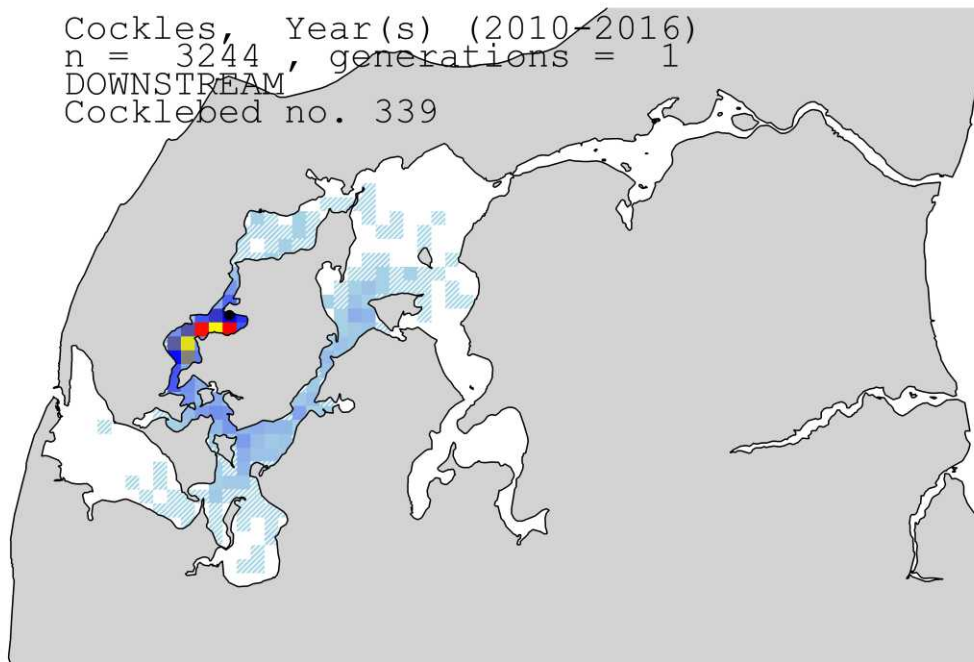 Cockles, Year(s) (2010-2016)
n = 3244 , generations = 1
DOWNSTREAM
Cocklebed no. 339